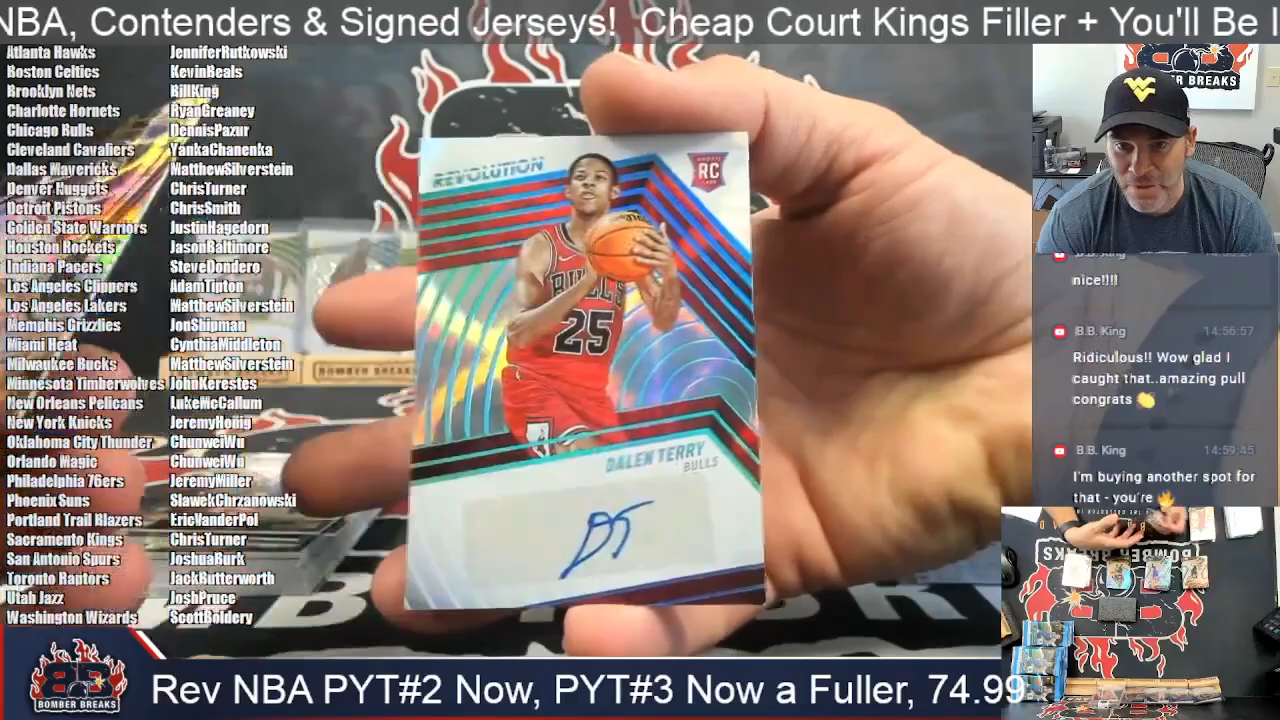 NBA, Contenders & Signed Jerseys! Cheap Court Kings Filler + You'll Be I
Atlanta Hawks JenniferRutkowski
Boston Celtics KevinBeals
Brooklyn Nets BillKing
Charlotte Hornets RyanGreaney
Chicago Bulls DennisPazur
Cleveland Cavaliers YankaChanenka
Dallas Mavericks MatthewSilverstein
Denver Nuggets ChrisTurner
Detroit Pistons ChrisSmith
Golden State Warriors JustinHagedorn
Houston Rockets JasonBaltimore
Indiana Pacers SteveDondero
Los Angeles Clippers AdamTipton
Los Angeles Lakers MatthewSilverstein
Memphis Grizzlies JonShipman
Miami Heat CynthiaMiddleton
Milwaukee Bucks MatthewSilverstein
Minnesota Timberwolves JohnKerestes
New Orleans Pelicans LukeMcCallum
New York Knicks JeremyHonig
Oklahoma City Thunder ChunweiWu
Orlando Magic ChunweiWu
Philadelphia 76ers JeremyMiller
Phoenix Suns SlawekChrzanowski
Portland Trail Blazers EricVanderPol
Sacramento Kings ChrisTurner
San Antonio Spurs JoshuaBurk
Toronto Raptors JackButterworth
Utah Jazz JoshPruce
Washington Wizards ScottBoldery
REVOLUTION
ROOKIE
RC
CARD
BULLS
25
DALEN TERRY
BULLS
DT
BOMBER BREAKS
BREAKS
WV
B.B. King
nice!!!!
B.B. King 14:56:57
Ridiculous!! Wow glad I
caught that..amazing pull
congrats 👏
B.B. King 14:59:45
I'm buying another spot for
that - you're 🔥
BOMBER BREAKS
Rev NBA PYT#2 Now, PYT#3 Now a Fuller, 74.99